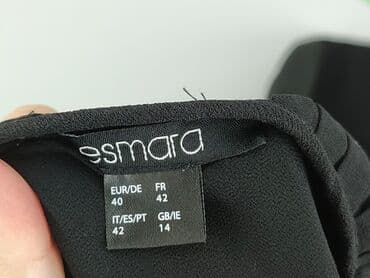 esmara
EUR/DE FR
40 42
IT/ES/PT GB/IE
42 14